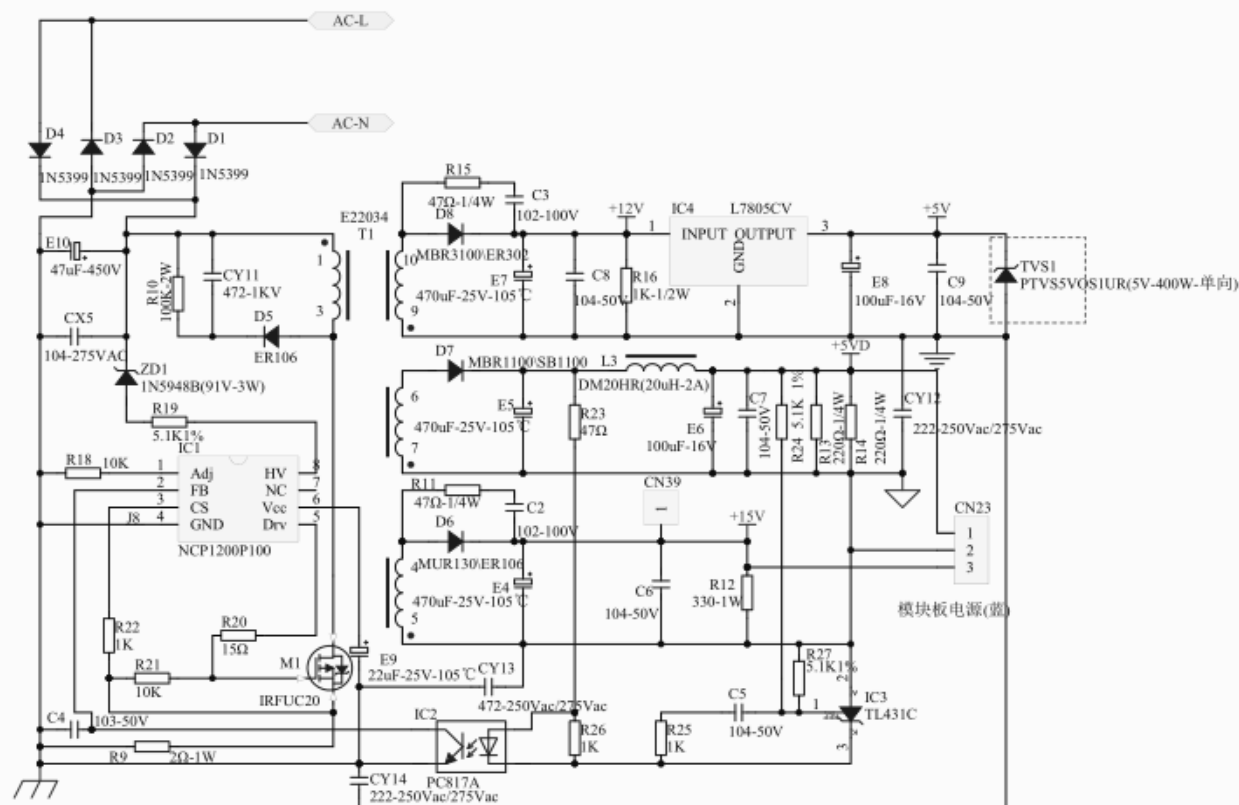 AC-L
AC-N
D4
D3
D2
D1
1N5399
1N5399
1N5399
1N5399
E10
47uF-450V
R10
100K-2W
CY11
472-1KV
D5
ER106
CX5
104-275VAC
ZD1
1N5948B(91V-3W)
R19
5.1K1%
E22034
T1
1
3
R15
47Ω-1/4W
C3
102-100V
D8
MBR3100\ER302
10
9
E7
470uF-25V-105℃
C8
104-50V
+12V
R16
1K-1/2W
IC4
L7805CV
1
INPUT OUTPUT
GND
2
3
+5V
E8
100uF-16V
C9
104-50V
TVS1
PTVS5VOS1UR(5V-400W-单向)
D7
MBR1100\SB1100
6
7
E5
470uF-25V-105℃
L3
DM20HR(20uH-2A)
R23
47Ω
E6
100uF-16V
C7
104-50V
R24 5.1K 1%
R13
220Ω-1/4W
R14
220Ω-1/4W
+5VD
CY12
222-250Vac/275Vac
R18
10K
IC1
1
Adj
HV
8
2
FB
NC
7
3
CS
Vcc
6
J8
4
GND
Drv
5
NCP1200P100
R11
47Ω-1/4W
C2
102-100V
D6
MUR130\ER106
4
5
E4
470uF-25V-105℃
CN39
1
+15V
C6
104-50V
R12
330-1W
CN23
1
2
3
模块板电源(蓝)
R22
1K
R20
15Ω
R21
10K
M1
IRFUC20
E9
22uF-25V-105℃
CY13
472-250Vac/275Vac
R27
5.1K1%
2
1
IC3
TL431C
3
C4
103-50V
R9
2Ω-1W
IC2
PC817A
R26
1K
R25
1K
C5
104-50V
CY14
222-250Vac/275Vac